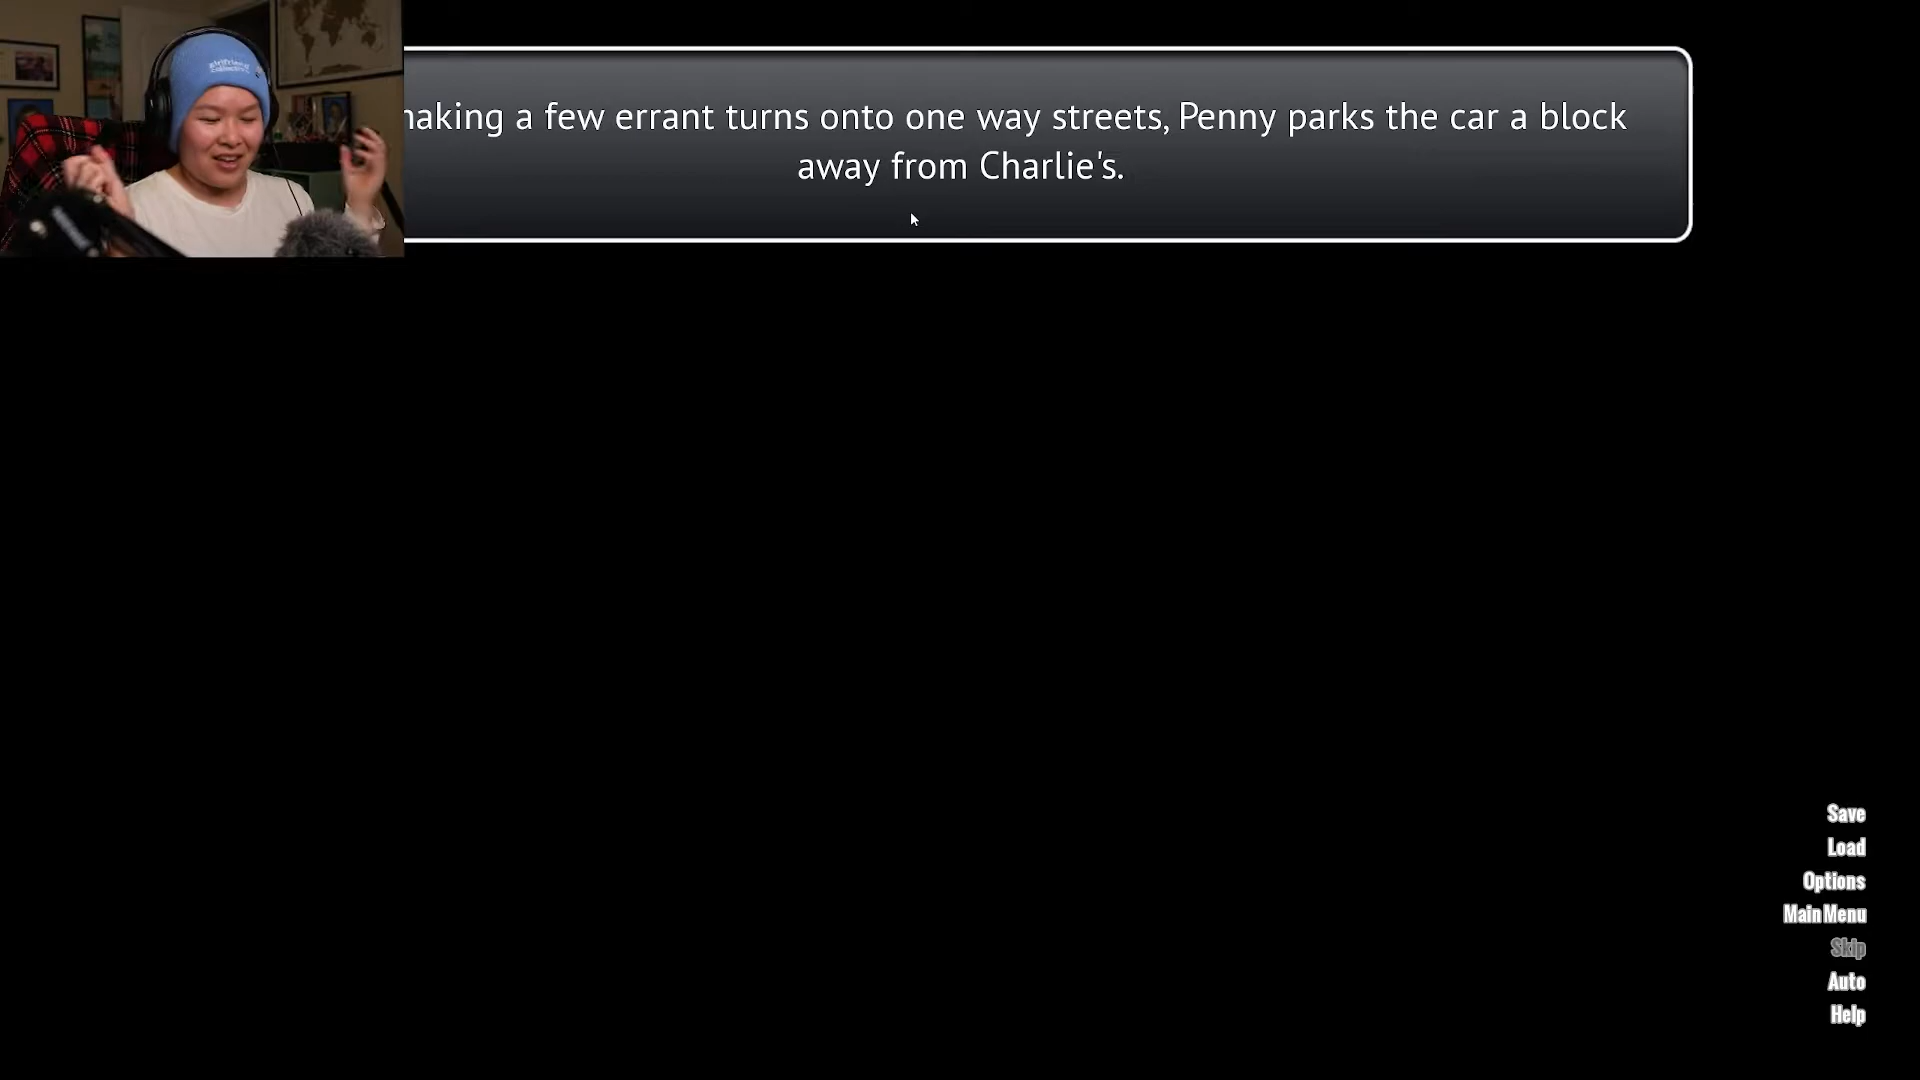 making a few errant turns onto one way streets, Penny parks the car a block
away from Charlie's.
Save
Load
Options
Main Menu
Skip
Auto
Help